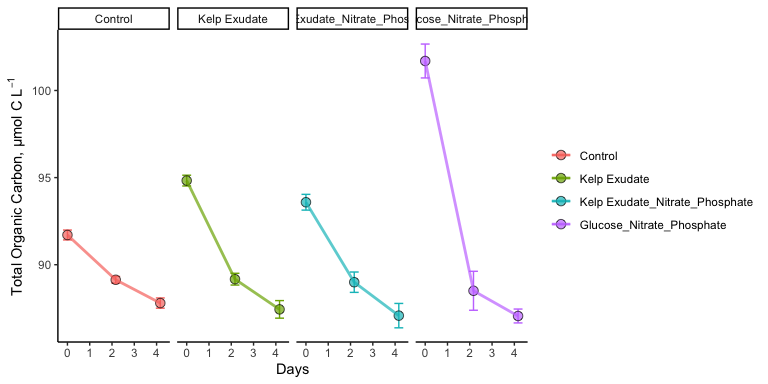 Control
Kelp Exudate
Exudate_Nitrate_Phos
cose_Nitrate_Phosph
Total Organic Carbon, μmol C L⁻¹
100
95
90
0 1 2 3 4
0 1 2 3 4
0 1 2 3 4
0 1 2 3 4
Days
Control
Kelp Exudate
Kelp Exudate_Nitrate_Phosphate
Glucose_Nitrate_Phosphate